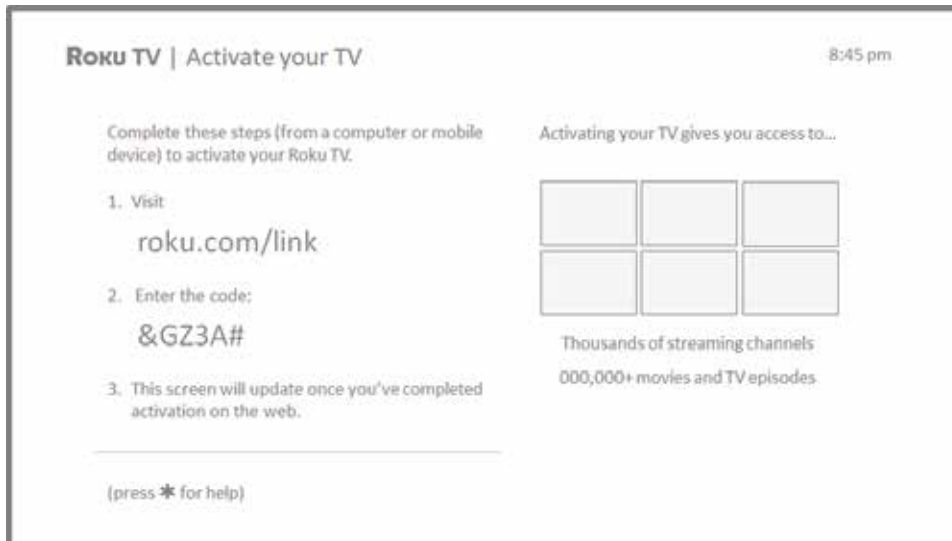 ROKU TV | Activate your TV
8:45 pm
Complete these steps (from a computer or mobile
device) to activate your Roku TV.
1. Visit
roku.com/link
2. Enter the code:
&GZ3A#
3. This screen will update once you've completed
activation on the web.
(press ✱ for help)
Activating your TV gives you access to...
Thousands of streaming channels
000,000+ movies and TV episodes